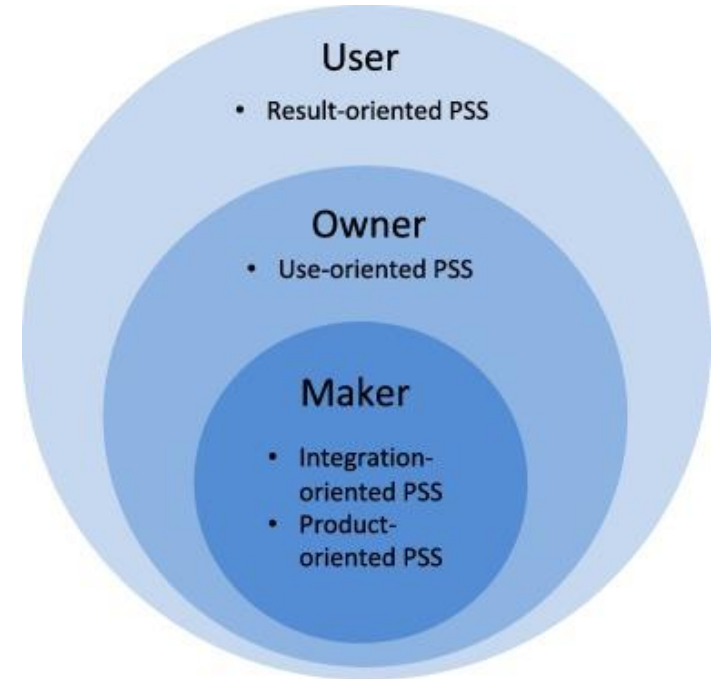 User
• Result-oriented PSS
Owner
• Use-oriented PSS
Maker
• Integration-
oriented PSS
• Product-
oriented PSS